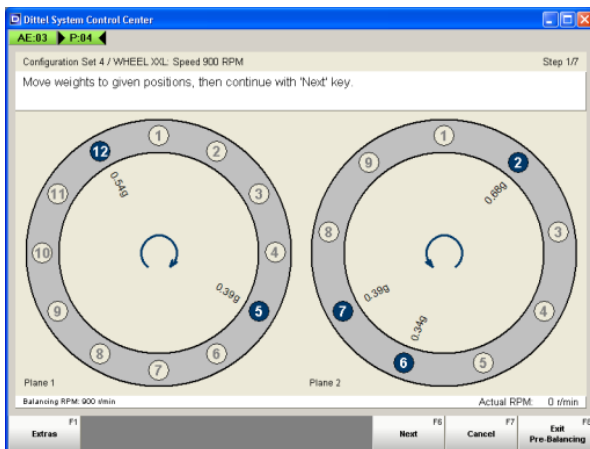 Dittel System Control Center
AE:03 P:04
Configuration Set 4 / WHEEL XXL: Speed 900 RPM Step 1/7
Move weights to given positions, then continue with 'Next' key.
1
2
3
4
5
6
7
8
9
10
11
12
0.54g
0.39g
Plane 1
1
2
3
4
5
6
7
8
9
0.68g
0.39g
0.34g
Plane 2
Balancing RPM: 900 r/min Actual RPM: 0 r/min
F1
Extras
F6
Next
F7
Cancel
F8
Exit
Pre-Balancing